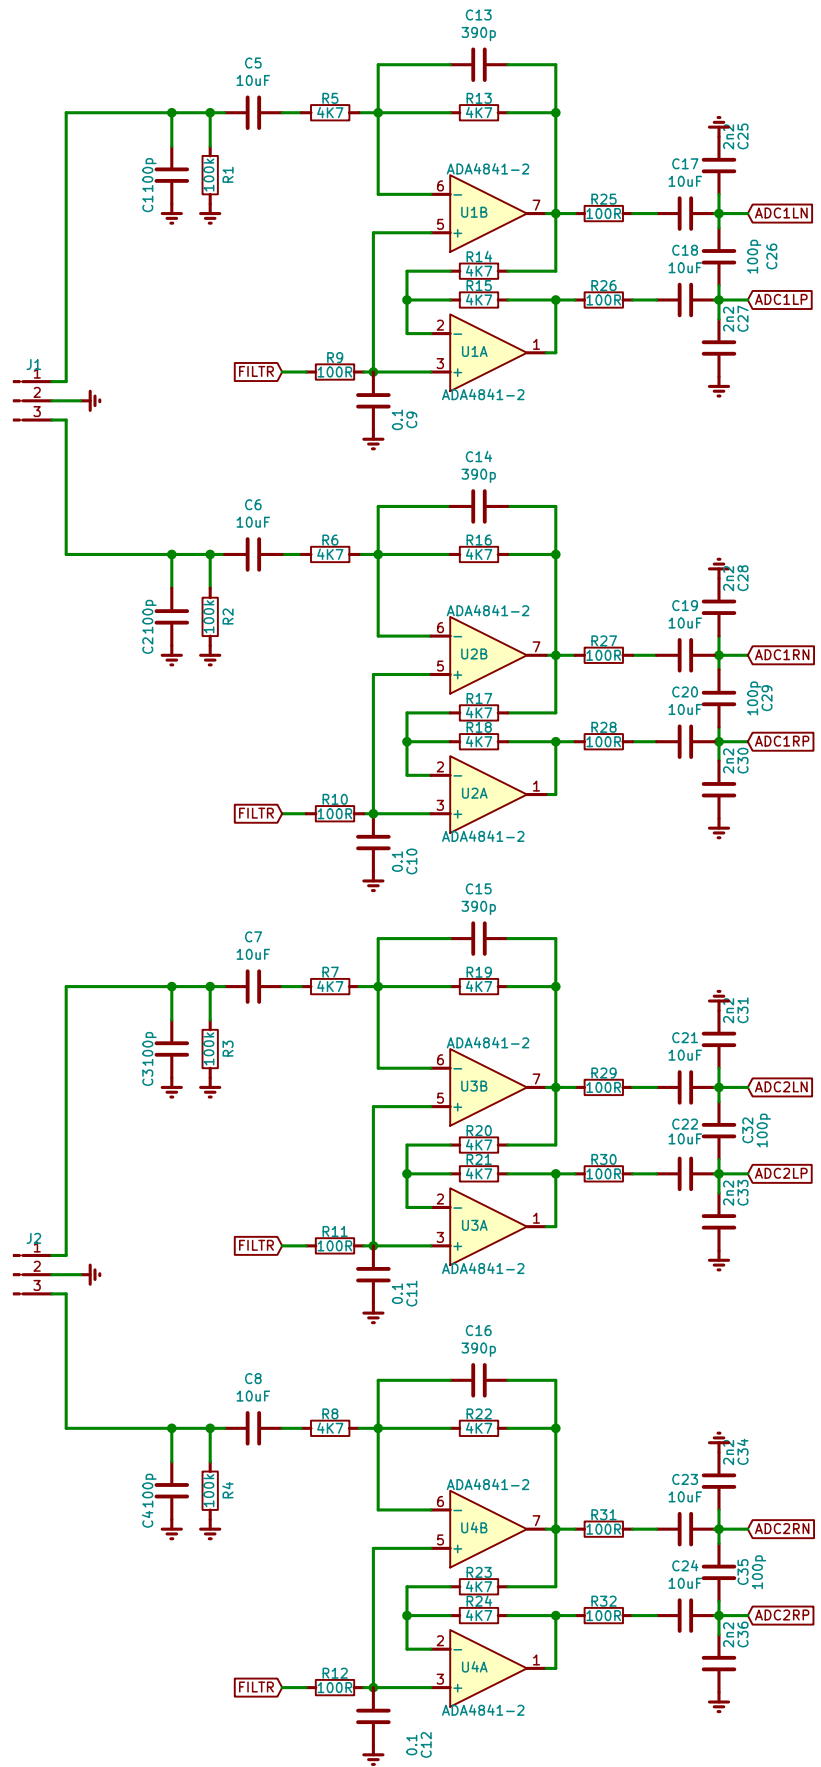 C13
390p
C5
10uF
R5
4K7
R13
4K7
C1 100p
100k
R1
ADA4841-2
6
5
7
U1B
R25
100R
C17
10uF
2n2
C25
ADC1LN
R14
4K7
R15
4K7
C18
10uF
100p
C26
R26
100R
ADC1LP
2n2
C27
2
3
1
U1A
ADA4841-2
FILTR
R9
100R
0.1
C9
J1
1
2
3
C14
390p
C6
10uF
R6
4K7
R16
4K7
C2 100p
100k
R2
ADA4841-2
6
5
7
U2B
R27
100R
C19
10uF
2n2
C28
ADC1RN
R17
4K7
R18
4K7
C20
10uF
100p
C29
R28
100R
ADC1RP
2n2
C30
2
3
1
U2A
ADA4841-2
FILTR
R10
100R
0.1
C10
C15
390p
C7
10uF
R7
4K7
R19
4K7
C3 100p
100k
R3
ADA4841-2
6
5
7
U3B
R29
100R
C21
10uF
2n2
C31
ADC2LN
R20
4K7
R21
4K7
C22
10uF
C32
100p
R30
100R
ADC2LP
2n2
C33
2
3
1
U3A
ADA4841-2
FILTR
R11
100R
0.1
C11
J2
1
2
3
C16
390p
C8
10uF
R8
4K7
R22
4K7
C4 100p
100k
R4
ADA4841-2
6
5
7
U4B
R31
100R
C23
10uF
2n2
C34
ADC2RN
R23
4K7
R24
4K7
C24
10uF
C35
100p
R32
100R
ADC2RP
2n2
C36
2
3
1
U4A
ADA4841-2
FILTR
R12
100R
0.1
C12